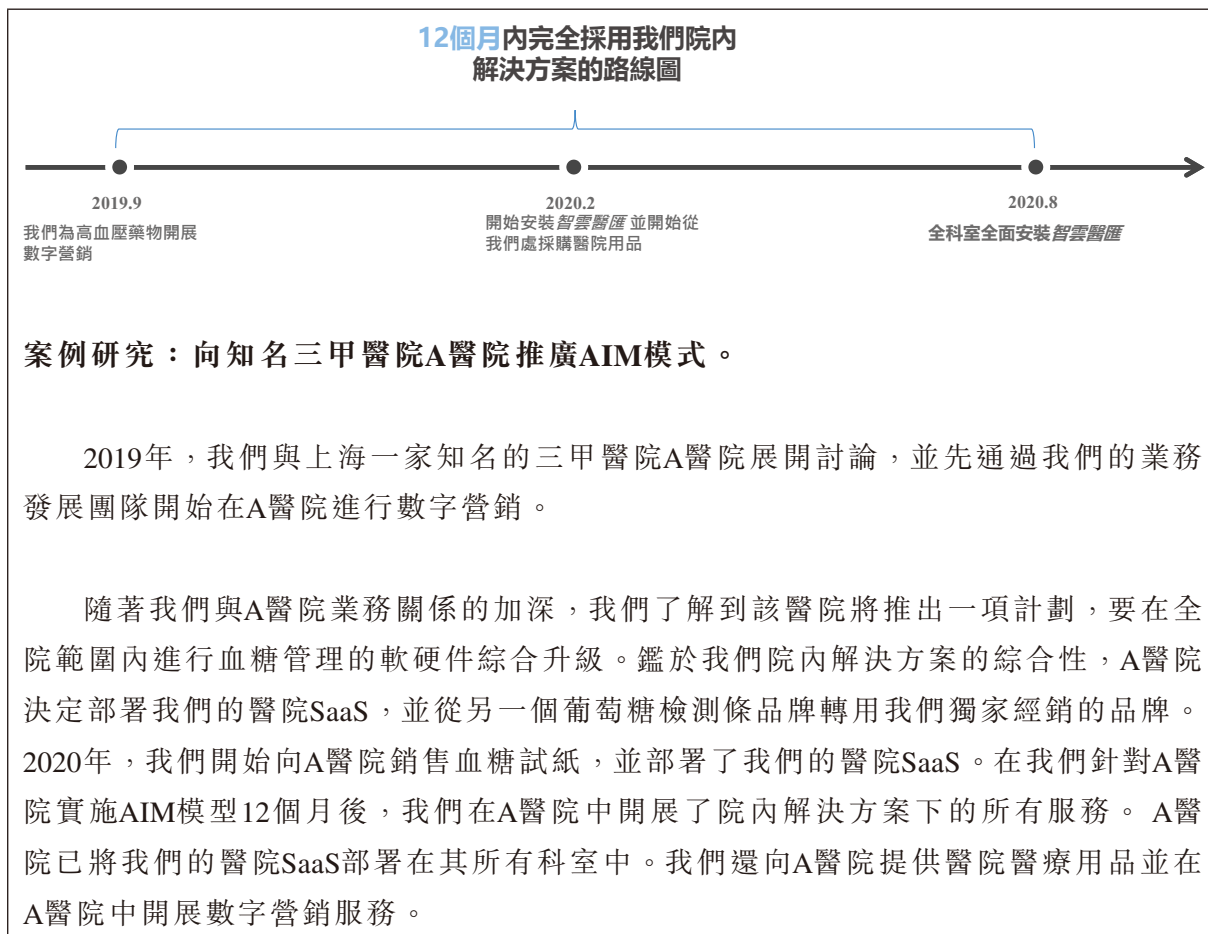 12個月內完全採用我們院內
解決方案的路線圖
2019.9
我們為高血壓藥物開展
數字營銷
2020.2
開始安裝智雲醫匯 並開始從
我們處採購醫院用品
2020.8
全科室全面安裝智雲醫匯
案例研究：向知名三甲醫院A醫院推廣AIM模式。
2019年，我們與上海一家知名的三甲醫院A醫院展開討論，並先通過我們的業務
發展團隊開始在A醫院進行數字營銷。
隨著我們與A醫院業務關係的加深，我們了解到該醫院將推出一項計劃，要在全
院範圍內進行血糖管理的軟硬件綜合升級。鑑於我們院內解決方案的綜合性，A醫院
決定部署我們的醫院SaaS，並從另一個葡萄糖檢測條品牌轉用我們獨家經銷的品牌。
2020年，我們開始向A醫院銷售血糖試紙，並部署了我們的醫院SaaS。在我們針對A醫
院實施AIM模型12個月後，我們在A醫院中開展了院內解決方案下的所有服務。 A醫
院已將我們的醫院SaaS部署在其所有科室中。我們還向A醫院提供醫院醫療用品並在
A醫院中開展數字營銷服務。